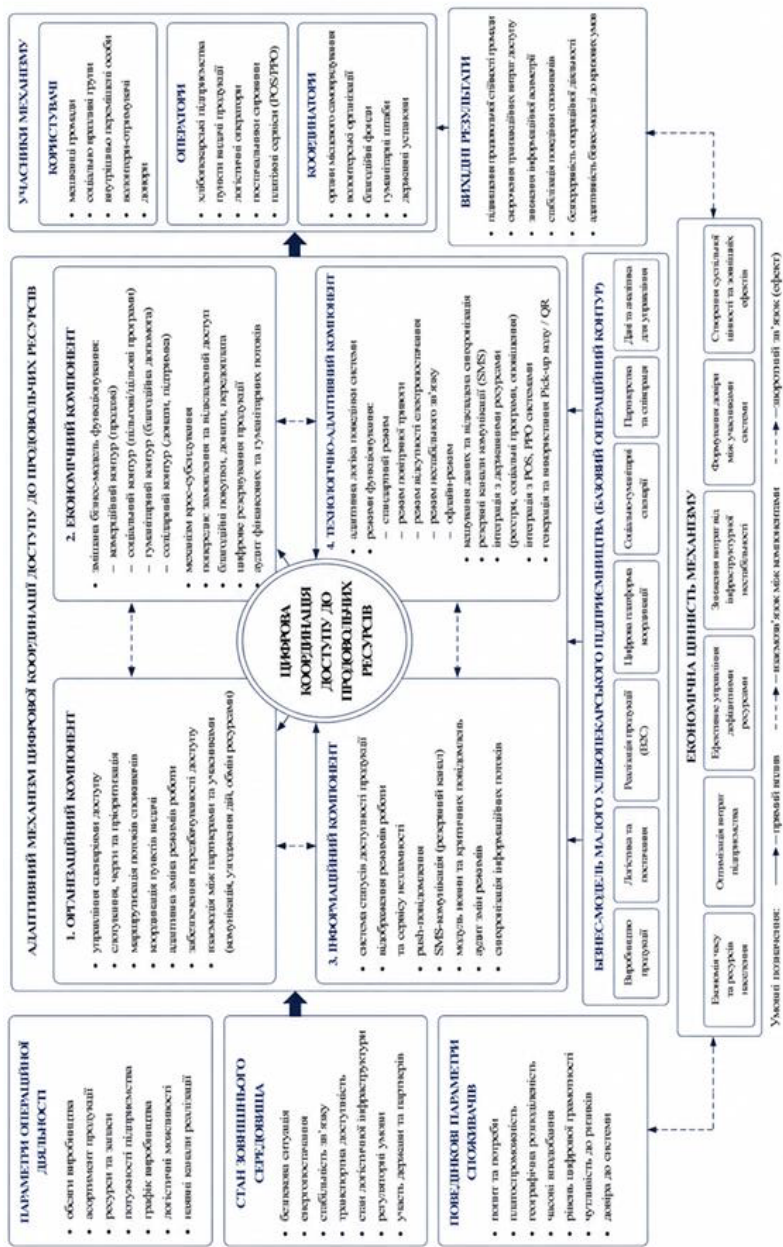 ПАРАМЕТРИ ОПЕРАЦІЙНОЇ
ДІЯЛЬНОСТІ
• обсяги виробництва
• асортимент продукції
• ресурси та запаси
• потужності підприємства
• графік виробництва
• логістичні можливості
• наявні канали реалізації
СТАН ЗОВНІШНЬОГО
СЕРЕДОВИЩА
• безпекова ситуація
• енергопостачання
• стабільність зв'язку
• транспортна доступність
• стан логістичної інфраструктури
• регуляторні умови
• участь держави та партнерів
ПОВЕДІНКОВІ ПАРАМЕТРИ
СПОЖИВАЧІВ
• попит та потреби
• платоспроможність
• географічна розподіленість
• часові вподобання
• рівень цифрової грамотності
• чутливість до ризиків
• довіра до системи
АДАПТИВНИЙ МЕХАНІЗМ ЦИФРОВОЇ КООРДИНАЦІЇ ДОСТУПУ ДО ПРОДОВОЛЬЧИХ РЕСУРСІВ
1. ОРГАНІЗАЦІЙНИЙ КОМПОНЕНТ
• управління сценаріями доступу
• слотування, черги та пріоритизація
• маршрутизація потоків споживачів
• координація пунктів видачі
• адаптивна зміна режимів роботи
• забезпечення передбачуваності доступу
• взаємодія між партнерами та учасниками
(комунікація, узгодження дій, обмін ресурсами)
2. ЕКОНОМІЧНИЙ КОМПОНЕНТ
• змішана бізнес-модель функціонування:
– комерційний контур (продажі)
– соціальний контур (пільгові/цільові програми)
– гуманітарний контур (благодійна допомога)
– солідарний контур (донати, підтримка)
• механізм крос-субсидування
• попереднє замовлення та відкладений доступ
• благодійні покупки, донати, передоплата
• цифрове резервування продукції
• аудит фінансових та гуманітарних потоків
ЦИФРОВА
КООРДИНАЦІЯ
ДОСТУПУ ДО
ПРОДОВОЛЬЧИХ
РЕСУРСІВ
3. ІНФОРМАЦІЙНИЙ КОМПОНЕНТ
• система статусів доступності продукції
• відображення режимів роботи
та сервісу незламності
• push-повідомлення
• SMS-комунікація (резервний канал)
• модуль новин та критичних повідомлень
• аудит змін режимів
• синхронізація інформаційних потоків
4. ТЕХНОЛОГІЧНО-АДАПТИВНИЙ КОМПОНЕНТ
• адаптивна логіка поведінки системи
• режими функціонування:
– стандартний режим
– режим повітряної тривоги
– режим відсутності електропостачання
– режим нестабільного зв'язку
– офлайн-режим
• кешування даних та відкладена синхронізація
• резервні канали комунікації (SMS)
• інтеграція з державними ресурсами
(реєстри, соціальні програми, оповіщення)
• інтеграція з POS, РРО системами
• генерація та використання Pick-up коду / QR
БІЗНЕС-МОДЕЛЬ МАЛОГО ХЛІБОПЕКАРСЬКОГО ПІДПРИЄМНИЦТВА (БАЗОВИЙ ОПЕРАЦІЙНИЙ КОНТУР)
Виробництво
продукції
Логістика та
постачання
Реалізація продукції
(B2C)
Цифрова платформа
координації
Соціально-гуманітарні
сценарії
Партнерства
та співпраця
Дані та аналітика
для управління
УЧАСНИКИ МЕХАНІЗМУ
КОРИСТУВАЧІ
• мешканці громади
• соціально вразливі групи
• внутрішньо переміщені особи
• волонтери-отримувачі
• донори
ОПЕРАТОРИ
• хлібопекарські підприємства
• пункти видачі продукції
• логістичні оператори
• постачальники сировини
• платіжні сервіси (POS/РРО)
КООРДИНАТОРИ
• органи місцевого самоврядування
• волонтерські організації
• благодійні фонди
• гуманітарні штаби
• державні установи
ВИХІДНІ РЕЗУЛЬТАТИ
• підвищення продовольчої стійкості громади
• скорочення транзакційних витрат доступу
• зниження інформаційної асиметрії
• стабілізація поведінки споживачів
• безперервність операційної діяльності
• адаптивність бізнес-моделі до кризових умов
ЕКОНОМІЧНА ЦІННІСТЬ МЕХАНІЗМУ
Економія часу
та ресурсів
населення
Оптимізація витрат
підприємства
Ефективне управління
дефіцитними
ресурсами
Зниження витрат від
інфраструктурної
нестабільності
Формування довіри
між учасниками
системи
Створення суспільної
цінності та зовнішніх
ефектів
Умовні позначення: – прямий вплив – взаємозв'язок між компонентами – зворотний зв'язок (ефект)